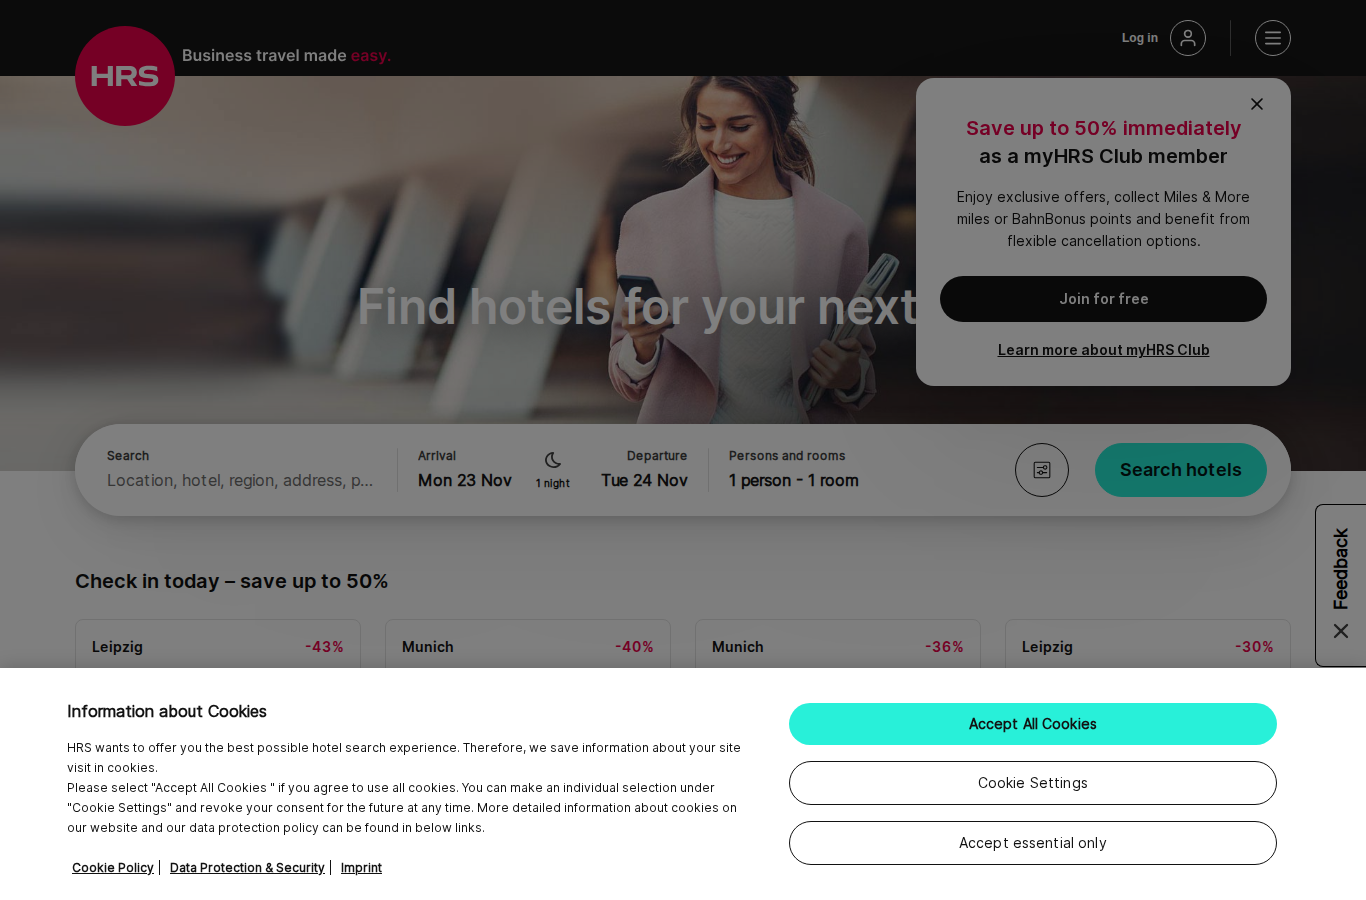 HRS
Business travel made easy.
Log in
Save up to 50% immediately
as a myHRS Club member
Enjoy exclusive offers, collect Miles & More
miles or BahnBonus points and benefit from
flexible cancellation options.
Join for free
Learn more about myHRS Club
Find hotels for your next
Search
Location, hotel, region, address, p...
Arrival
Mon 23 Nov
1 night
Departure
Tue 24 Nov
Persons and rooms
1 person - 1 room
Search hotels
Feedback
Check in today – save up to 50%
Leipzig -43%
Munich -40%
Munich -36%
Leipzig -30%
Information about Cookies
HRS wants to offer you the best possible hotel search experience. Therefore, we save information about your site
visit in cookies.
Please select "Accept All Cookies " if you agree to use all cookies. You can make an individual selection under
"Cookie Settings" and revoke your consent for the future at any time. More detailed information about cookies on
our website and our data protection policy can be found in below links.
Cookie Policy
Data Protection & Security
Imprint
Accept All Cookies
Cookie Settings
Accept essential only